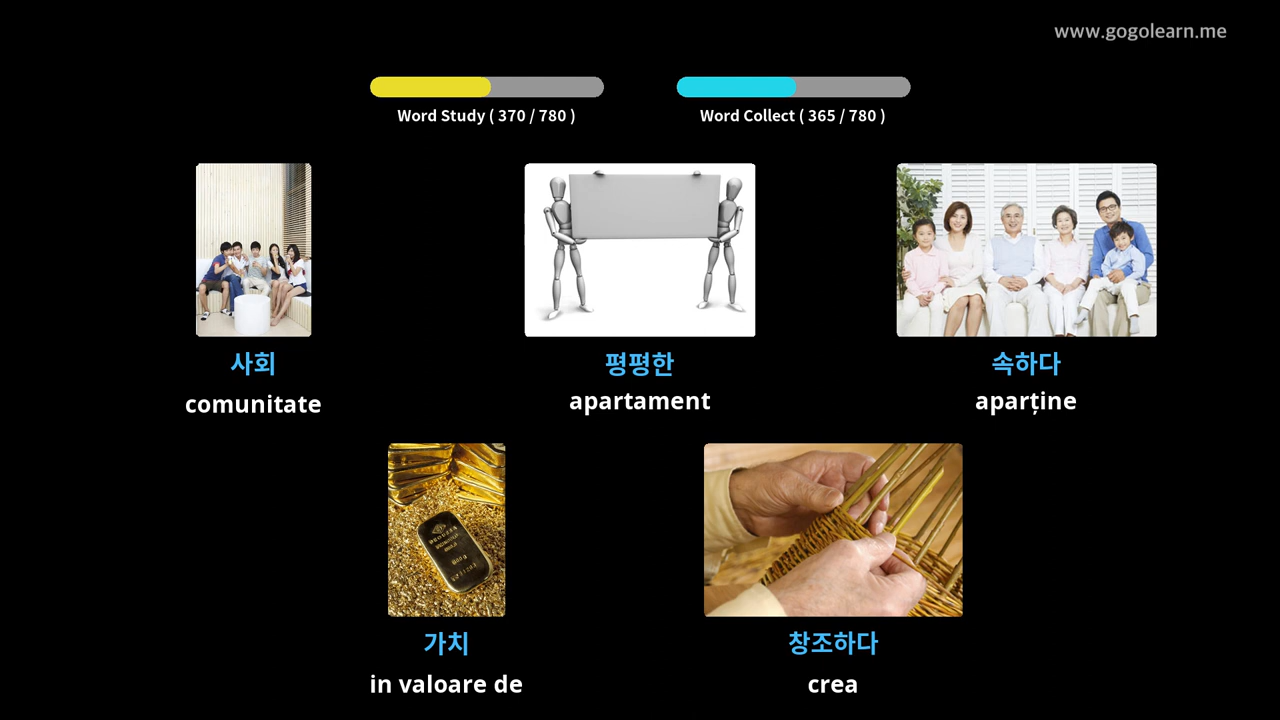 www.gogolearn.me
Word Study ( 370 / 780 )
Word Collect ( 365 / 780 )
사회
평평한
속하다
comunitate
apartament
aparține
가치
창조하다
in valoare de
crea